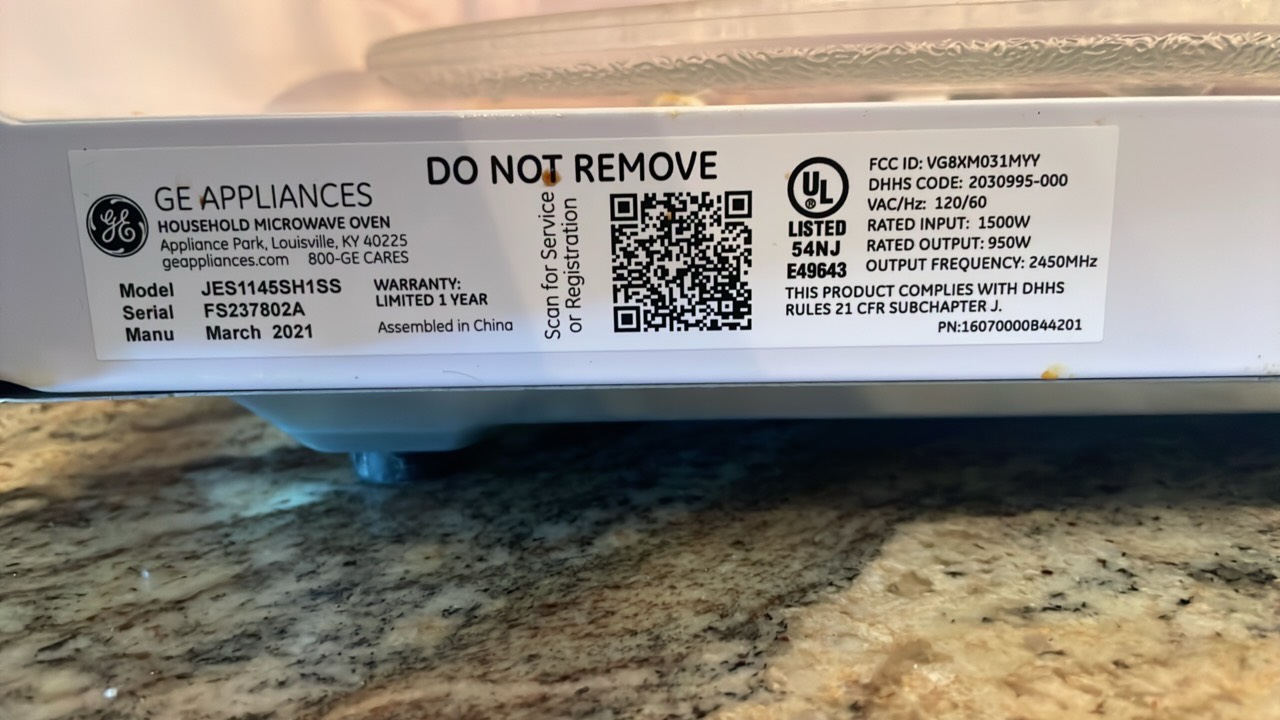 DO NOT REMOVE
GE
GE APPLIANCES
HOUSEHOLD MICROWAVE OVEN
Appliance Park, Louisville, KY 40225
geappliances.com 800-GE CARES
Model JES1145SH1SS
Serial FS237802A
Manu March 2021
WARRANTY:
LIMITED 1 YEAR
Assembled in China
Scan for Service
or Registration
UL
®
LISTED
54NJ
E49643
FCC ID: VG8XM031MYY
DHHS CODE: 2030995-000
VAC/Hz: 120/60
RATED INPUT: 1500W
RATED OUTPUT: 950W
OUTPUT FREQUENCY: 2450MHz
THIS PRODUCT COMPLIES WITH DHHS
RULES 21 CFR SUBCHAPTER J.
PN:16070000B44201